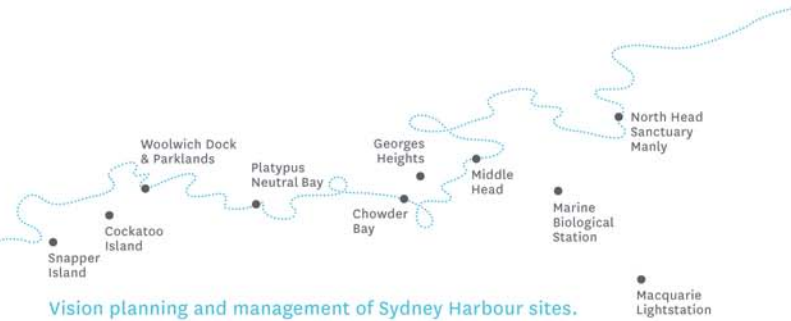 Woolwich Dock
& Parklands
Platypus
Neutral Bay
Georges
Heights
North Head
Sanctuary
Manly
Middle
Head
Chowder
Bay
Marine
Biological
Station
Cockatoo
Island
Snapper
Island
Macquarie
Lightstation
Vision planning and management of Sydney Harbour sites.